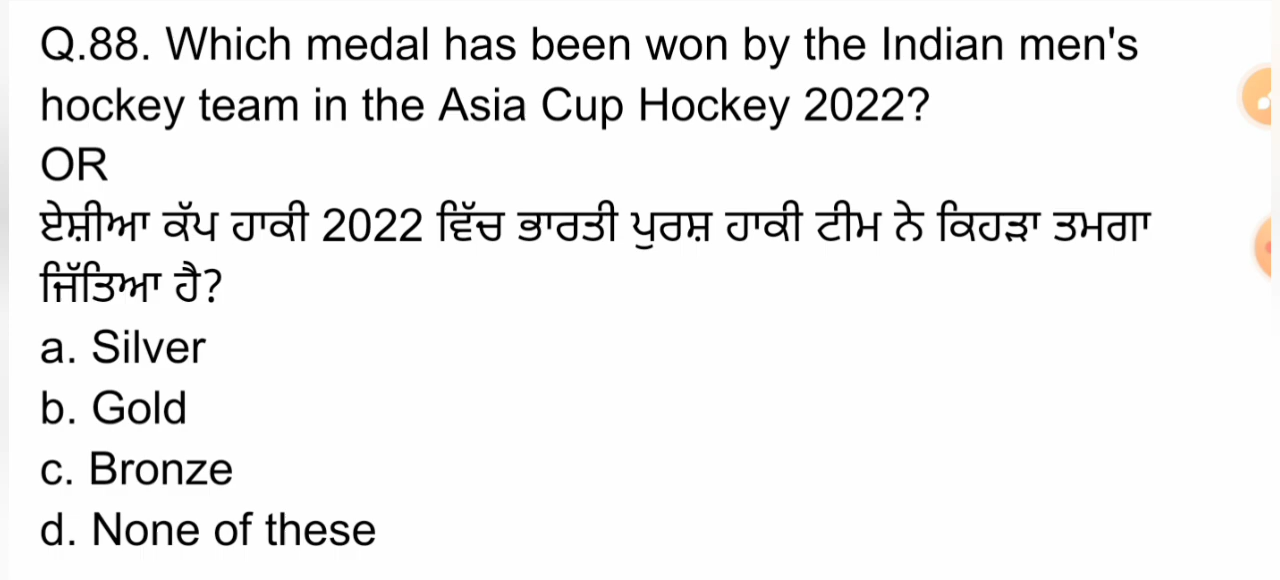 Q.88. Which medal has been won by the Indian men's
hockey team in the Asia Cup Hockey 2022?
OR
ਏਸ਼ੀਆ ਕੱਪ ਹਾਕੀ 2022 ਵਿੱਚ ਭਾਰਤੀ ਪੁਰਸ਼ ਹਾਕੀ ਟੀਮ ਨੇ ਕਿਹੜਾ ਤਮਗਾ
ਜਿੱਤਿਆ ਹੈ?
a. Silver
b. Gold
c. Bronze
d. None of these